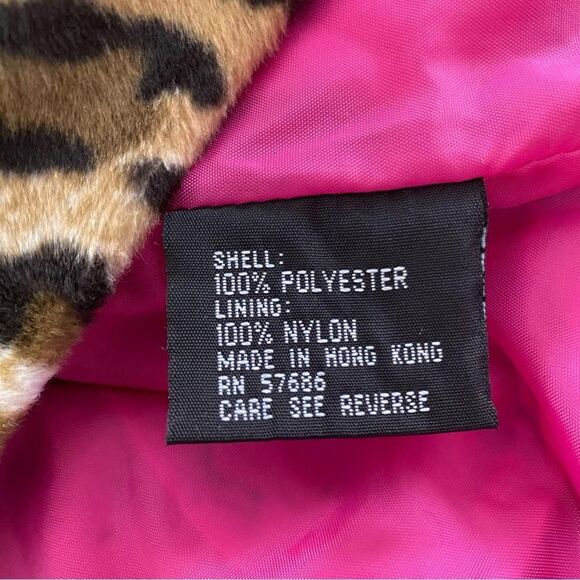 SHELL:
100% POLYESTER
LINING:
100% NYLON
MADE IN HONG KONG
RN 57686
CARE SEE REVERSE